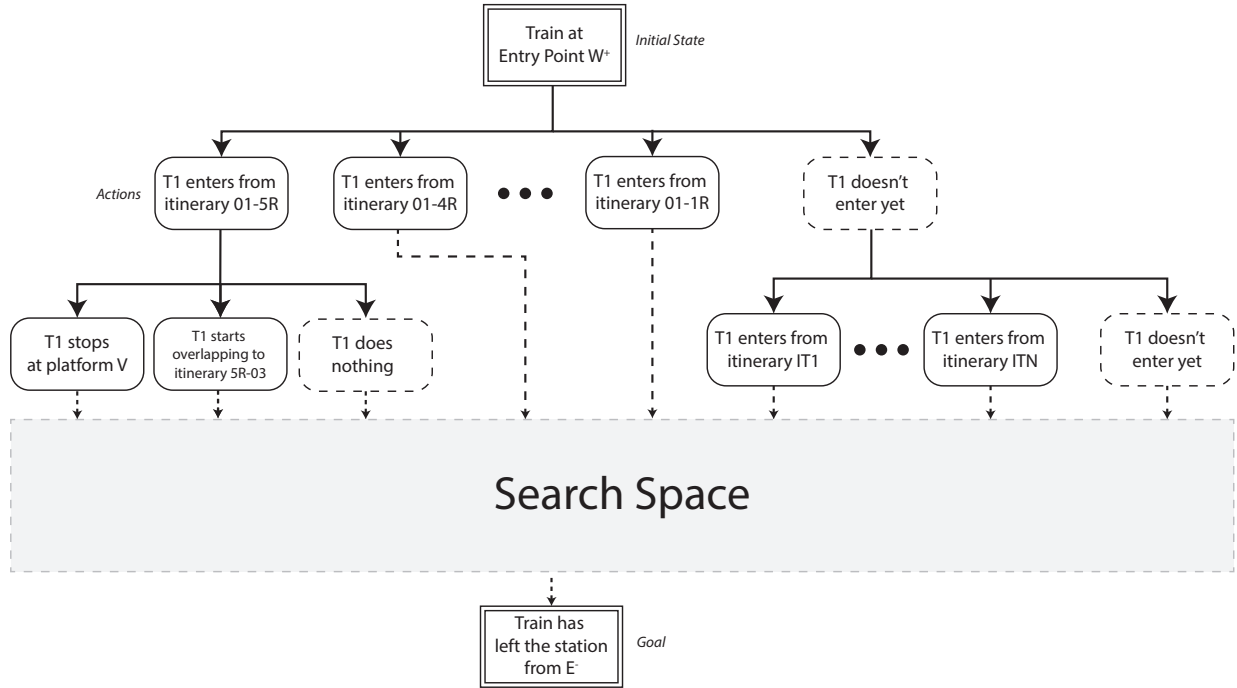 Train at
Entry Point W⁺
Initial State
Actions
T1 enters from
itinerary 01-5R
T1 enters from
itinerary 01-4R
T1 enters from
itinerary 01-1R
T1 doesn't
enter yet
T1 stops
at platform V
T1 starts
overlapping to
itinerary 5R-03
T1 does
nothing
T1 enters from
itinerary IT1
T1 enters from
itinerary ITN
T1 doesn't
enter yet
Search Space
Train has
left the station
from E⁻
Goal